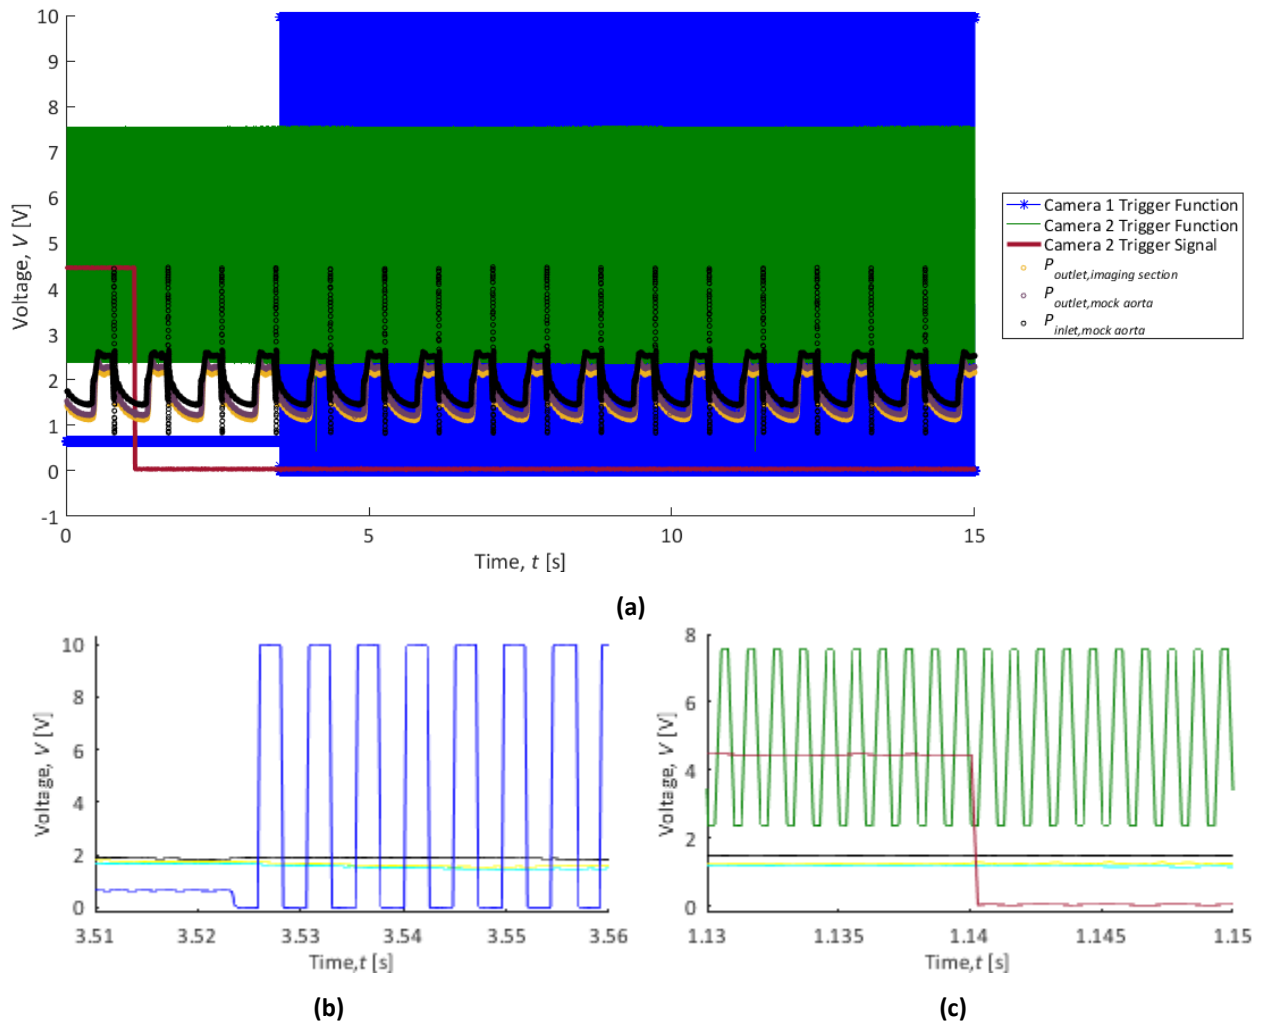 10
9
8
7
6
5
4
3
2
1
0
-1
Voltage, V [V]
0 5 10 15
Time, t [s]
Camera 1 Trigger Function
Camera 2 Trigger Function
Camera 2 Trigger Signal
P outlet,imaging section
P outlet,mock aorta
P inlet,mock aorta
(a)
10
8
6
4
2
0
Voltage, V [V]
3.51 3.52 3.53 3.54 3.55 3.56
Time,t [s]
(b)
8
6
4
2
0
Voltage, V [V]
1.13 1.135 1.14 1.145 1.15
Time,t [s]
(c)